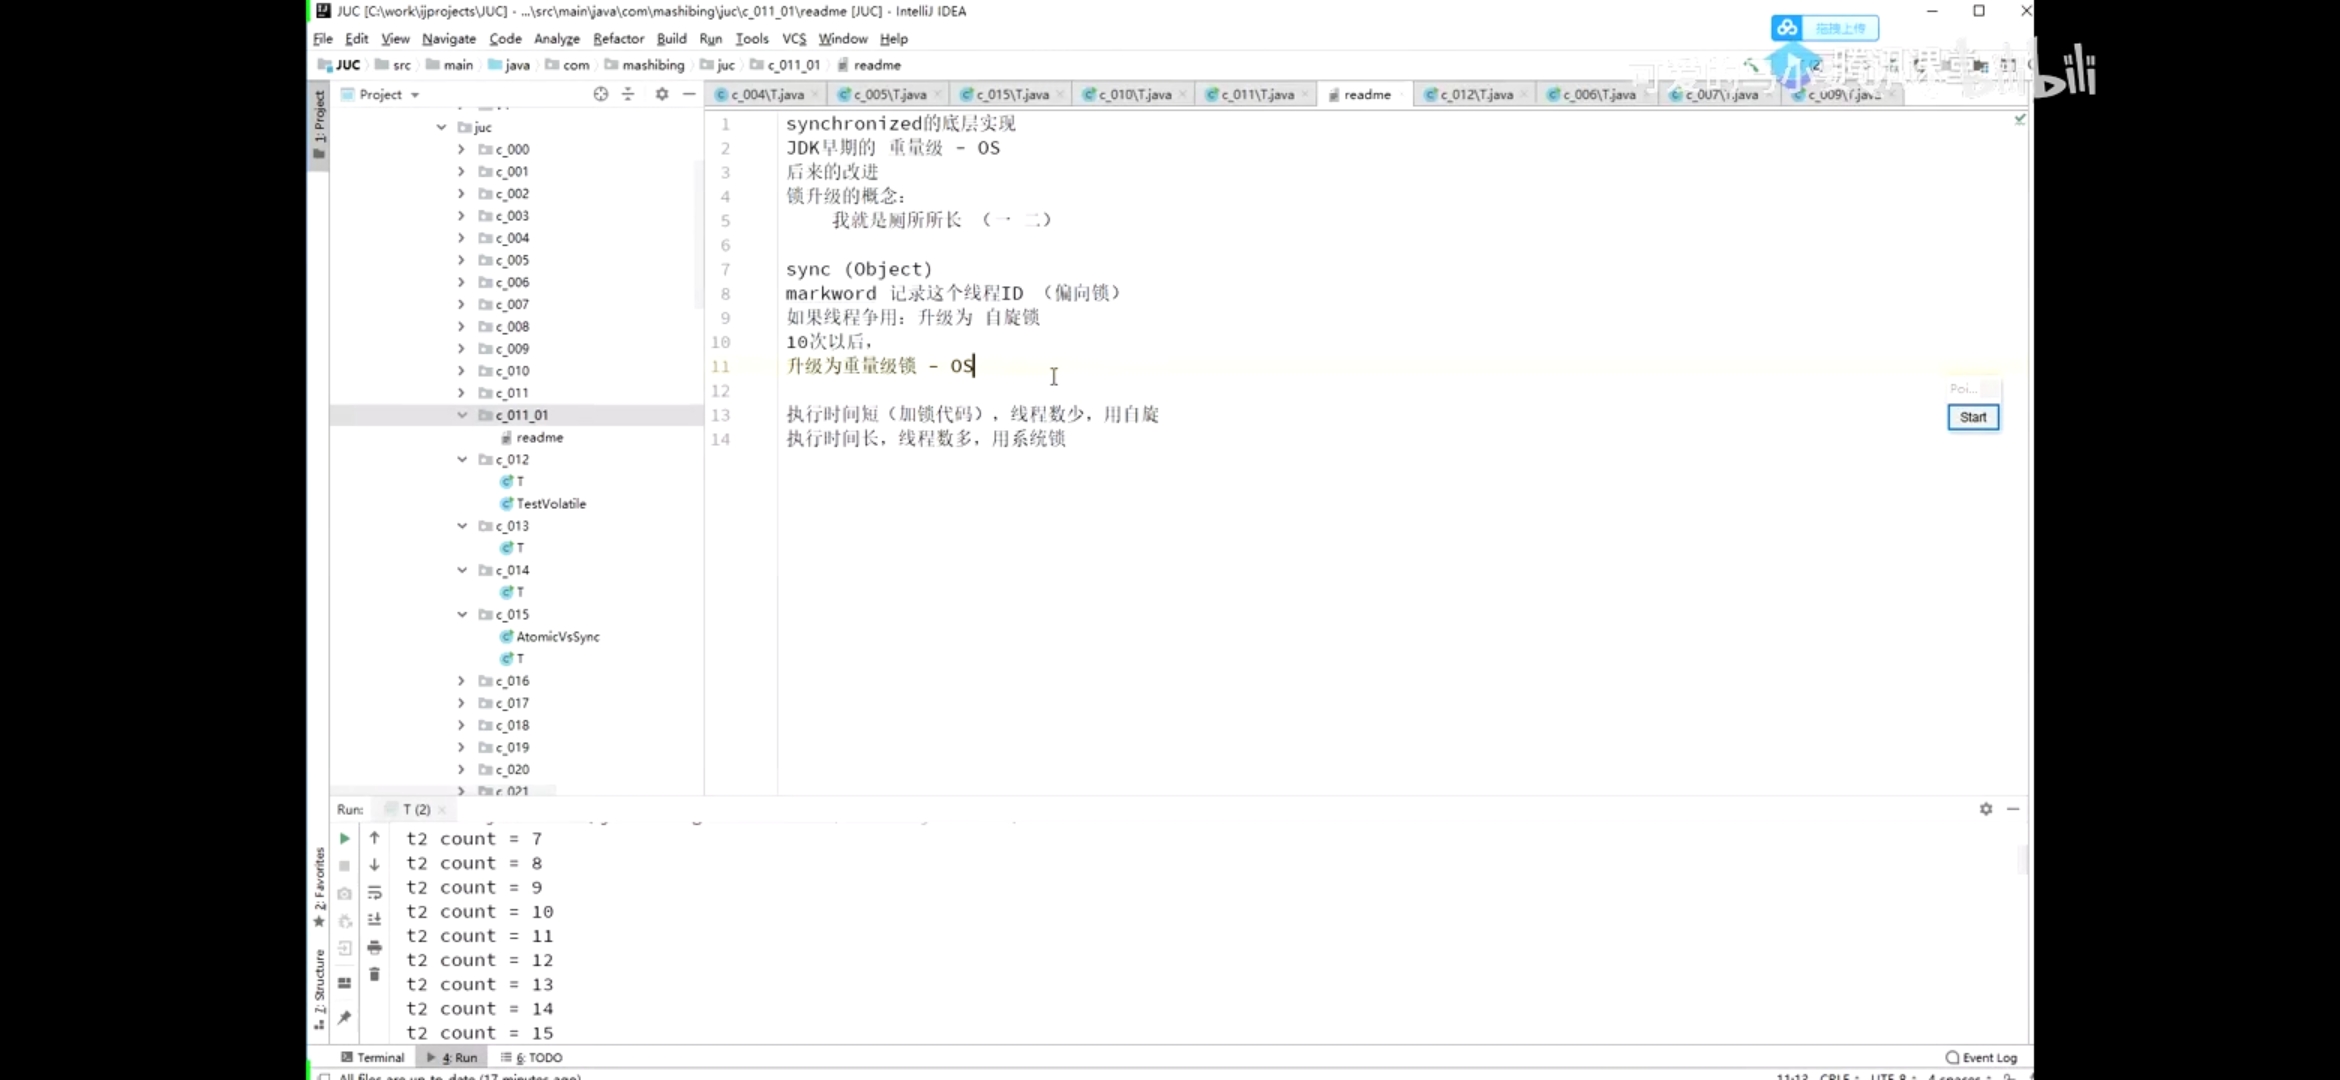 JUC [C:\work\ijprojects\JUC] - ...\src\main\java\com\mashibing\juc\c_011_01\readme [JUC] - IntelliJ IDEA
拖拽上传
File Edit View Navigate Code Analyze Refactor Build Run Tools VCS Window Help
JUC src main java com mashibing juc c_011_01 readme
bilibili
Project
c_004\T.java c_005\T.java c_015\T.java c_010\T.java c_011\T.java readme c_012\T.java c_006\T.java c_007\T.java c_009\T.java
1: Project
juc
c_000
c_001
c_002
c_003
c_004
c_005
c_006
c_007
c_008
c_009
c_010
c_011
c_011_01
readme
c_012
T
TestVolatile
c_013
T
c_014
T
c_015
AtomicVsSync
T
c_016
c_017
c_018
c_019
c_020
c_021
1 synchronized的底层实现
2 JDK早期的 重量级 - OS
3 后来的改进
4 锁升级的概念：
5 我就是厕所所长 （一 二）
6
7 sync (Object)
8 markword 记录这个线程ID （偏向锁）
9 如果线程争用：升级为 自旋锁
10 10次以后，
11 升级为重量级锁 - OS
12
13 执行时间短（加锁代码），线程数少，用自旋
14 执行时间长，线程数多，用系统锁
Poi...
Start
Run: T (2)
t2 count = 7
t2 count = 8
t2 count = 9
t2 count = 10
t2 count = 11
t2 count = 12
t2 count = 13
t2 count = 14
t2 count = 15
2: Favorites
Z: Structure
Terminal 4: Run 6: TODO Event Log
All files are up-to-date (17 minutes ago)
11:13 CRLF UTF-8 4 spaces